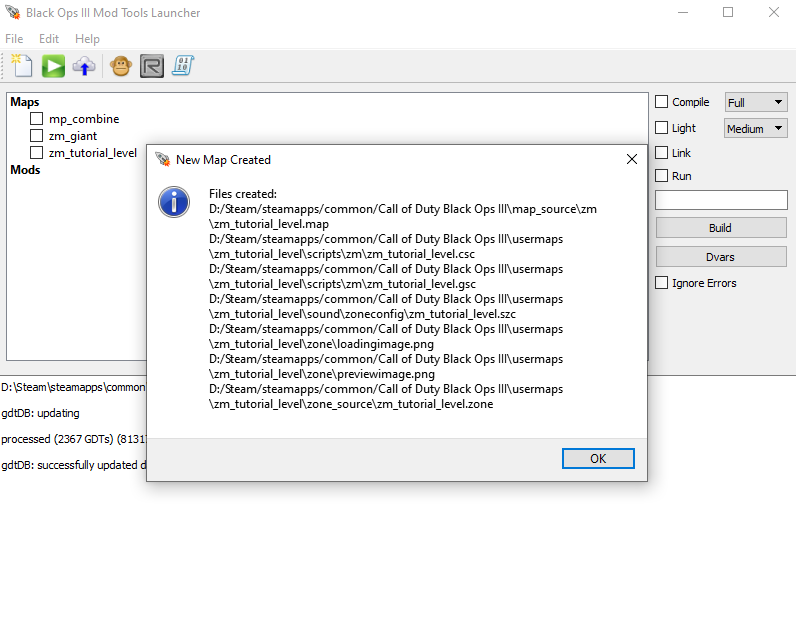 Black Ops III Mod Tools Launcher
File Edit Help
Maps
mp_combine
zm_giant
zm_tutorial_level
Mods
New Map Created
Files created:
D:/Steam/steamapps/common/Call of Duty Black Ops III\map_source\zm
\zm_tutorial_level.map
D:/Steam/steamapps/common/Call of Duty Black Ops III\usermaps
\zm_tutorial_level\scripts\zm\zm_tutorial_level.csc
D:/Steam/steamapps/common/Call of Duty Black Ops III\usermaps
\zm_tutorial_level\scripts\zm\zm_tutorial_level.gsc
D:/Steam/steamapps/common/Call of Duty Black Ops III\usermaps
\zm_tutorial_level\sound\zoneconfig\zm_tutorial_level.szc
D:/Steam/steamapps/common/Call of Duty Black Ops III\usermaps
\zm_tutorial_level\zone\loadingimage.png
D:/Steam/steamapps/common/Call of Duty Black Ops III\usermaps
\zm_tutorial_level\zone\previewimage.png
D:/Steam/steamapps/common/Call of Duty Black Ops III\usermaps
\zm_tutorial_level\zone_source\zm_tutorial_level.zone
OK
Compile Full
Light Medium
Link
Run
Build
Dvars
Ignore Errors
D:\Steam\steamapps\common
gdtDB: updating
processed (2367 GDTs) (8131
gdtDB: successfully updated d